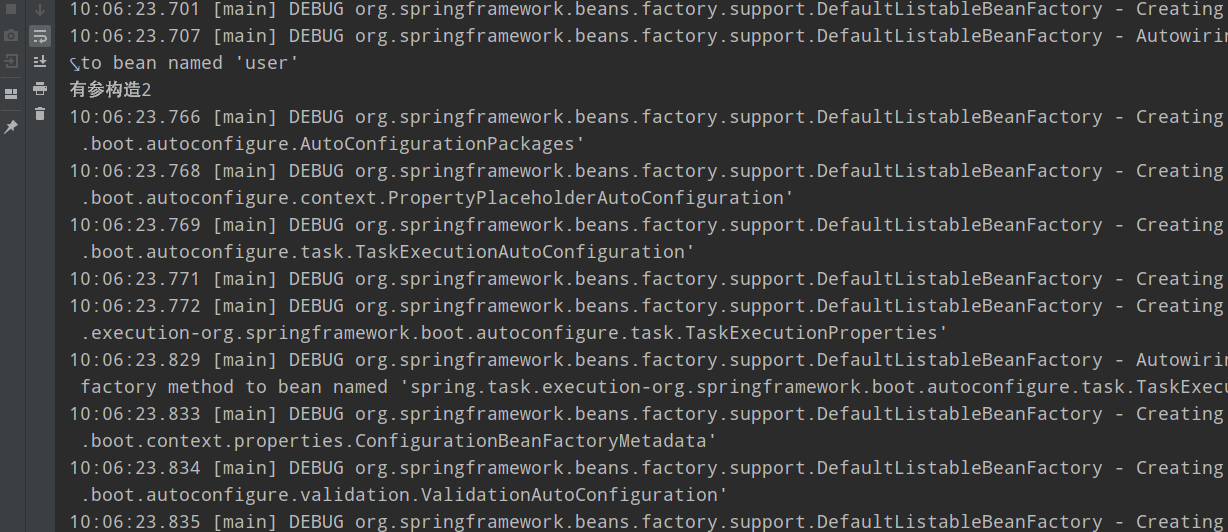 10:06:23.701 [main] DEBUG org.springframework.beans.factory.support.DefaultListableBeanFactory - Creating
10:06:23.707 [main] DEBUG org.springframework.beans.factory.support.DefaultListableBeanFactory - Autowirin
to bean named 'user'
有参构造2
10:06:23.766 [main] DEBUG org.springframework.beans.factory.support.DefaultListableBeanFactory - Creating
.boot.autoconfigure.AutoConfigurationPackages'
10:06:23.768 [main] DEBUG org.springframework.beans.factory.support.DefaultListableBeanFactory - Creating
.boot.autoconfigure.context.PropertyPlaceholderAutoConfiguration'
10:06:23.769 [main] DEBUG org.springframework.beans.factory.support.DefaultListableBeanFactory - Creating
.boot.autoconfigure.task.TaskExecutionAutoConfiguration'
10:06:23.771 [main] DEBUG org.springframework.beans.factory.support.DefaultListableBeanFactory - Creating
10:06:23.772 [main] DEBUG org.springframework.beans.factory.support.DefaultListableBeanFactory - Creating
.execution-org.springframework.boot.autoconfigure.task.TaskExecutionProperties'
10:06:23.829 [main] DEBUG org.springframework.beans.factory.support.DefaultListableBeanFactory - Autowirin
factory method to bean named 'spring.task.execution-org.springframework.boot.autoconfigure.task.TaskExecu
10:06:23.833 [main] DEBUG org.springframework.beans.factory.support.DefaultListableBeanFactory - Creating
.boot.context.properties.ConfigurationBeanFactoryMetadata'
10:06:23.834 [main] DEBUG org.springframework.beans.factory.support.DefaultListableBeanFactory - Creating
.boot.autoconfigure.validation.ValidationAutoConfiguration'
10:06:23.835 [main] DEBUG org.springframework.beans.factory.support.DefaultListableBeanFactory - Creating